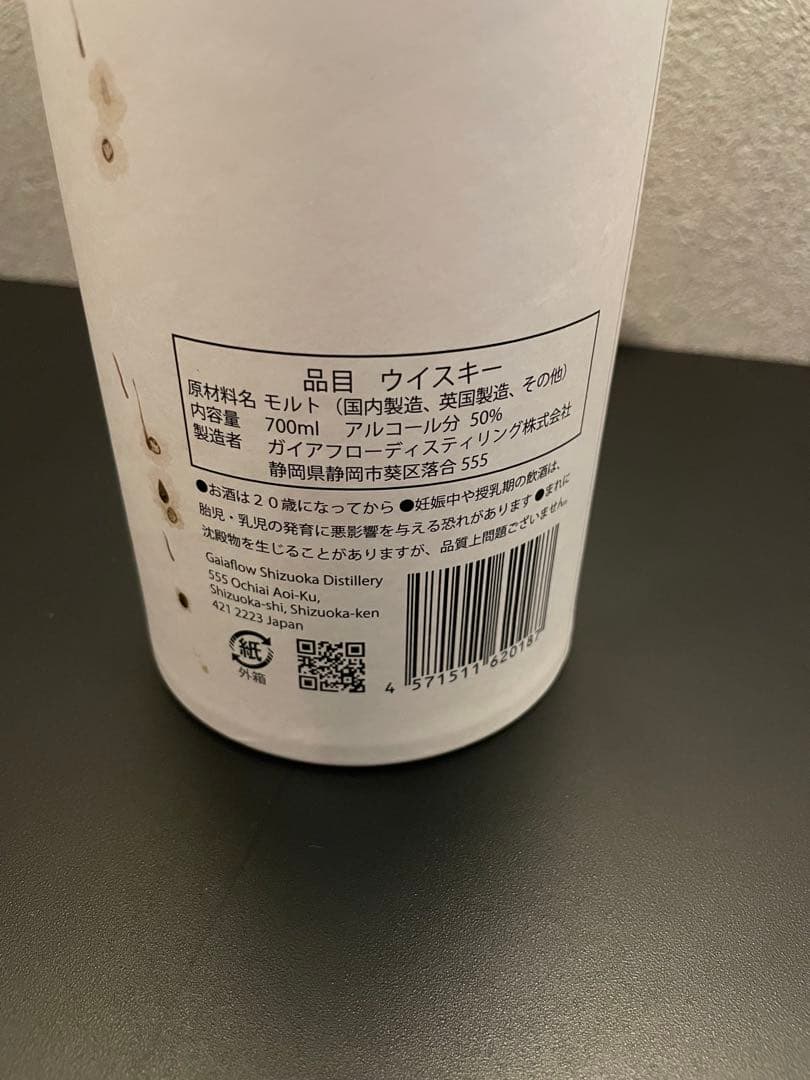 品目 ウイスキー
原材料名 モルト（国内製造、英国製造、その他）
内容量 700ml アルコール分 50%
製造者 ガイアフローディスティリング株式会社
静岡県静岡市葵区落合 555
●お酒は２０歳になってから ●妊娠中や授乳期の飲酒は、
胎児・乳児の発育に悪影響を与える恐れがあります ●まれに
沈殿物を生じることがありますが、品質上問題ございません。
Gaiaflow Shizuoka Distillery
555 Ochiai Aoi-Ku,
Shizuoka-shi, Shizuoka-ken
421 2223 Japan
紙
外箱
4 571511 620187